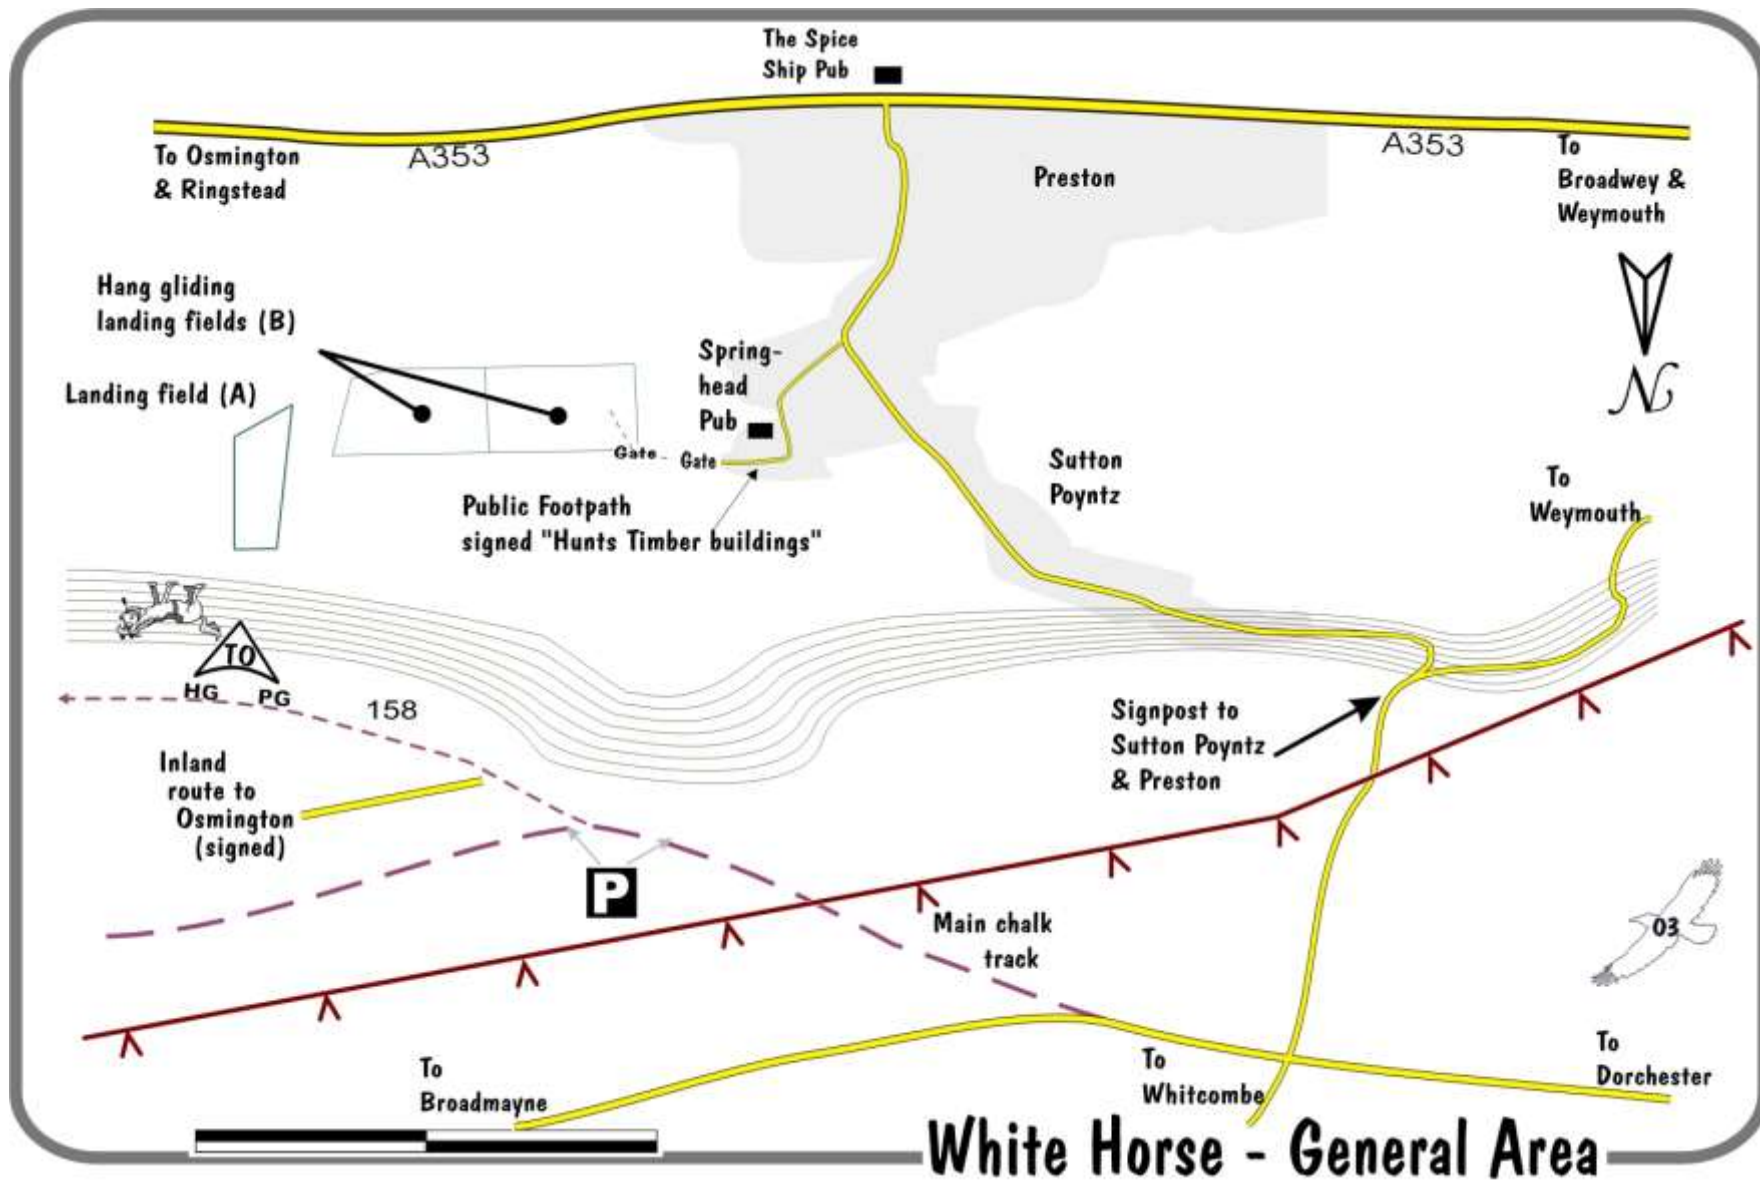 The Spice
Ship Pub
To Osmington
& Ringstead
A353
A353
To
Broadwey &
Weymouth
Preston
Hang gliding
landing fields (B)
Landing field (A)
Spring-
head
Pub
N
Gate
Gate
Sutton
Poyntz
To
Weymouth
Public Footpath
signed "Hunts Timber buildings"
TO
HG
PG
158
Signpost to
Sutton Poyntz
& Preston
Inland
route to
Osmington
(signed)
P
Main chalk
track
03
To
Broadmayne
To
Whitcombe
To
Dorchester
White Horse - General Area